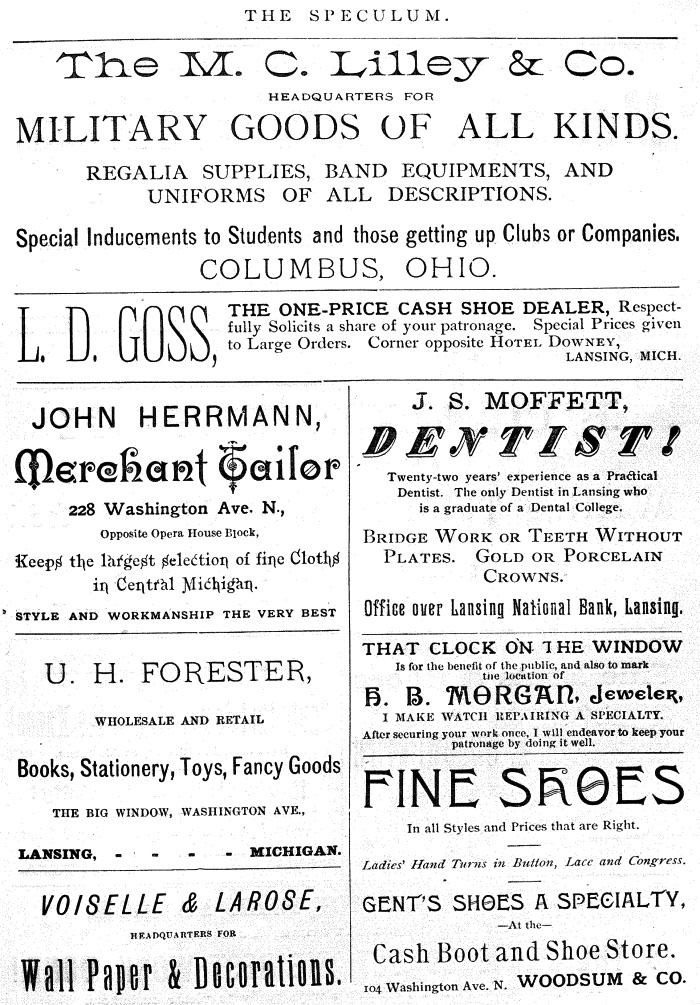 THE SPECULUM.
The M. C. Lilley & Co.
HEADQUARTERS FOR
MILITARY GOODS OF ALL KINDS.
REGALIA SUPPLIES, BAND EQUIPMENTS, AND
UNIFORMS OF ALL DESCRIPTIONS.
Special Inducements to Students and those getting up Clubs or Companies.
COLUMBUS, OHIO.
L. D. GOSS,
THE ONE-PRICE CASH SHOE DEALER, Respect-
fully Solicits a share of your patronage. Special Prices given
to Large Orders. Corner opposite HOTEL DOWNEY,
LANSING, MICH.
JOHN HERRMANN,
Merchant Tailor
228 Washington Ave. N.,
Opposite Opera House Block,
Keeps the largest selection of fine Cloths
in Central Michigan.
STYLE AND WORKMANSHIP THE VERY BEST
U. H. FORESTER,
WHOLESALE AND RETAIL
Books, Stationery, Toys, Fancy Goods
THE BIG WINDOW, WASHINGTON AVE.,
LANSING, - - - - MICHIGAN.
VOISELLE & LAROSE,
HEADQUARTERS FOR
Wall Paper & Decorations.
J. S. MOFFETT,
DENTIST!
Twenty-two years' experience as a Practical
Dentist. The only Dentist in Lansing who
is a graduate of a Dental College.
BRIDGE WORK OR TEETH WITHOUT
PLATES. GOLD OR PORCELAIN
CROWNS.
Office over Lansing National Bank, Lansing.
THAT CLOCK ON THE WINDOW
Is for the benefit of the public, and also to mark
the location of
H. B. MORGAN, Jeweler,
I MAKE WATCH REPAIRING A SPECIALTY.
After securing your work once, I will endeavor to keep your
patronage by doing it well.
FINE SHOES
In all Styles and Prices that are Right.
Ladies' Hand Turns in Button, Lace and Congress.
GENT'S SHOES A SPECIALTY,
—At the—
Cash Boot and Shoe Store.
104 Washington Ave. N. WOODSUM & CO.